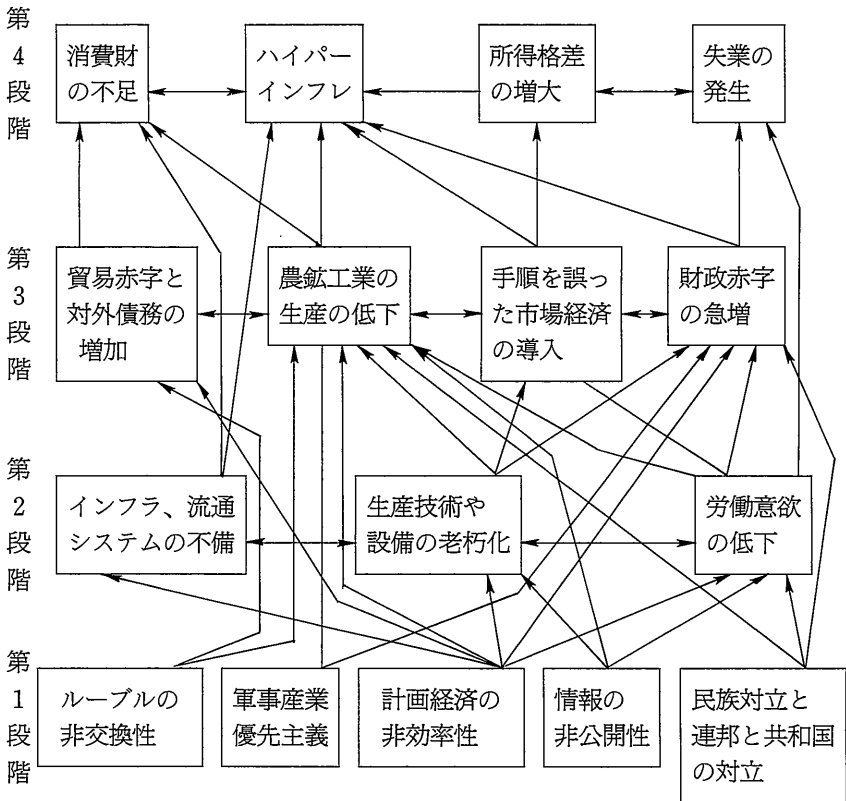 第4段階
消費財
の不足
ハイパー
インフレ
所得格差
の増大
失業の
発生
第3段階
貿易赤字と
対外債務の
増加
農鉱工業の
生産の低下
手順を誤っ
た市場経済
の導入
財政赤字
の急増
第2段階
インフラ、流通
システムの不備
生産技術や
設備の老朽化
労働意欲
の低下
第1段階
ルーブルの
非交換性
軍事産業
優先主義
計画経済の
非効率性
情報の
非公開性
民族対立と
連邦と共和国
の対立